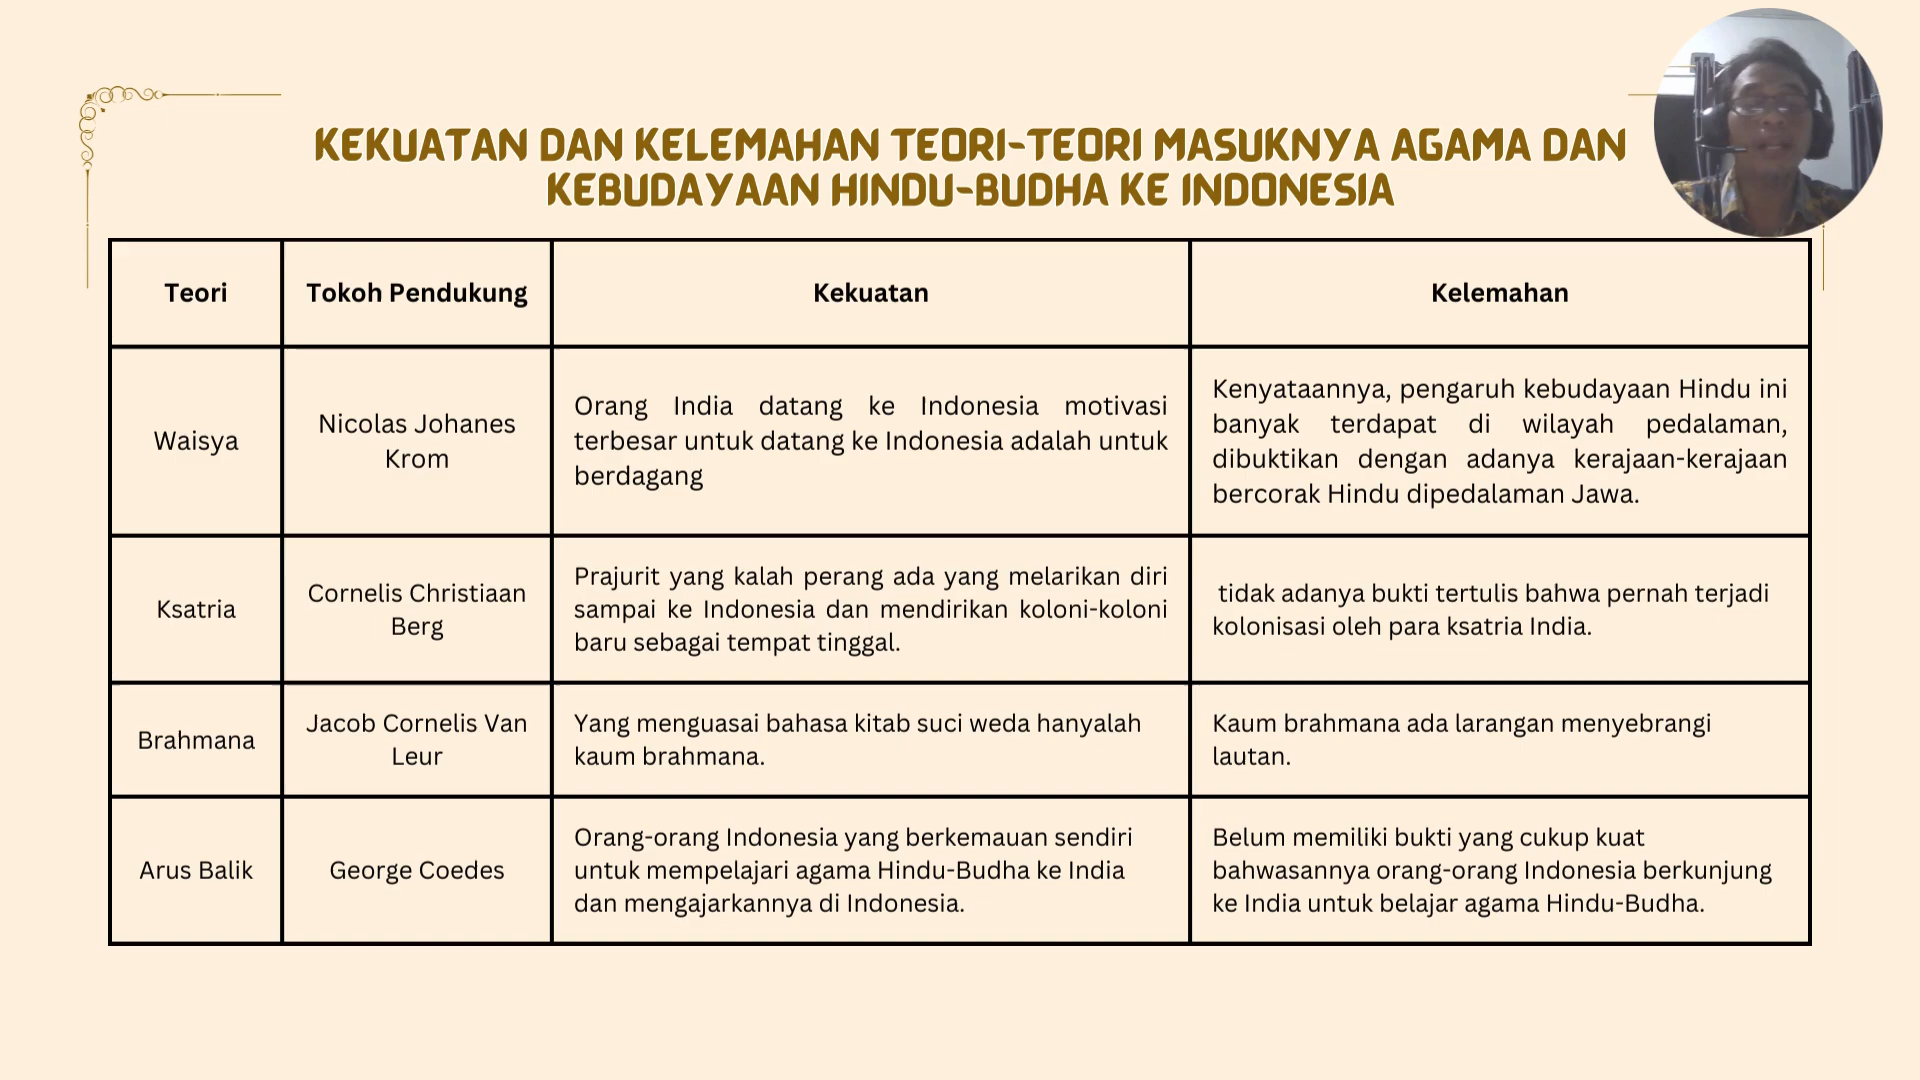 KEKUATAN DAN KELEMAHAN TEORI-TEORI MASUKNYA AGAMA DAN
KEBUDAYAAN HINDU-BUDHA KE INDONESIA
Teori
Tokoh Pendukung
Kekuatan
Kelemahan
Waisya
Nicolas Johanes
Krom
Orang India datang ke Indonesia motivasi
terbesar untuk datang ke Indonesia adalah untuk
berdagang
Kenyataannya, pengaruh kebudayaan Hindu ini
banyak terdapat di wilayah pedalaman,
dibuktikan dengan adanya kerajaan-kerajaan
bercorak Hindu dipedalaman Jawa.
Ksatria
Cornelis Christiaan
Berg
Prajurit yang kalah perang ada yang melarikan diri
sampai ke Indonesia dan mendirikan koloni-koloni
baru sebagai tempat tinggal.
tidak adanya bukti tertulis bahwa pernah terjadi
kolonisasi oleh para ksatria India.
Brahmana
Jacob Cornelis Van
Leur
Yang menguasai bahasa kitab suci weda hanyalah
kaum brahmana.
Kaum brahmana ada larangan menyebrangi
lautan.
Arus Balik
George Coedes
Orang-orang Indonesia yang berkemauan sendiri
untuk mempelajari agama Hindu-Budha ke India
dan mengajarkannya di Indonesia.
Belum memiliki bukti yang cukup kuat
bahwasannya orang-orang Indonesia berkunjung
ke India untuk belajar agama Hindu-Budha.